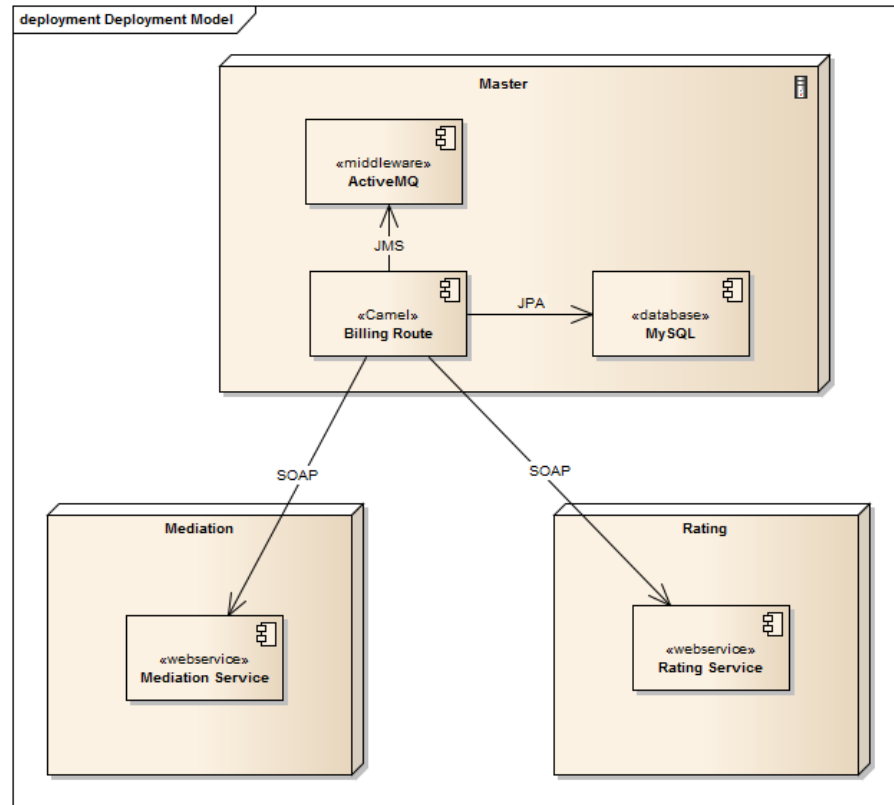 deployment Deployment Model
Master
«middleware»
ActiveMQ
JMS
«Camel»
Billing Route
JPA
«database»
MySQL
SOAP
SOAP
Mediation
«webservice»
Mediation Service
Rating
«webservice»
Rating Service